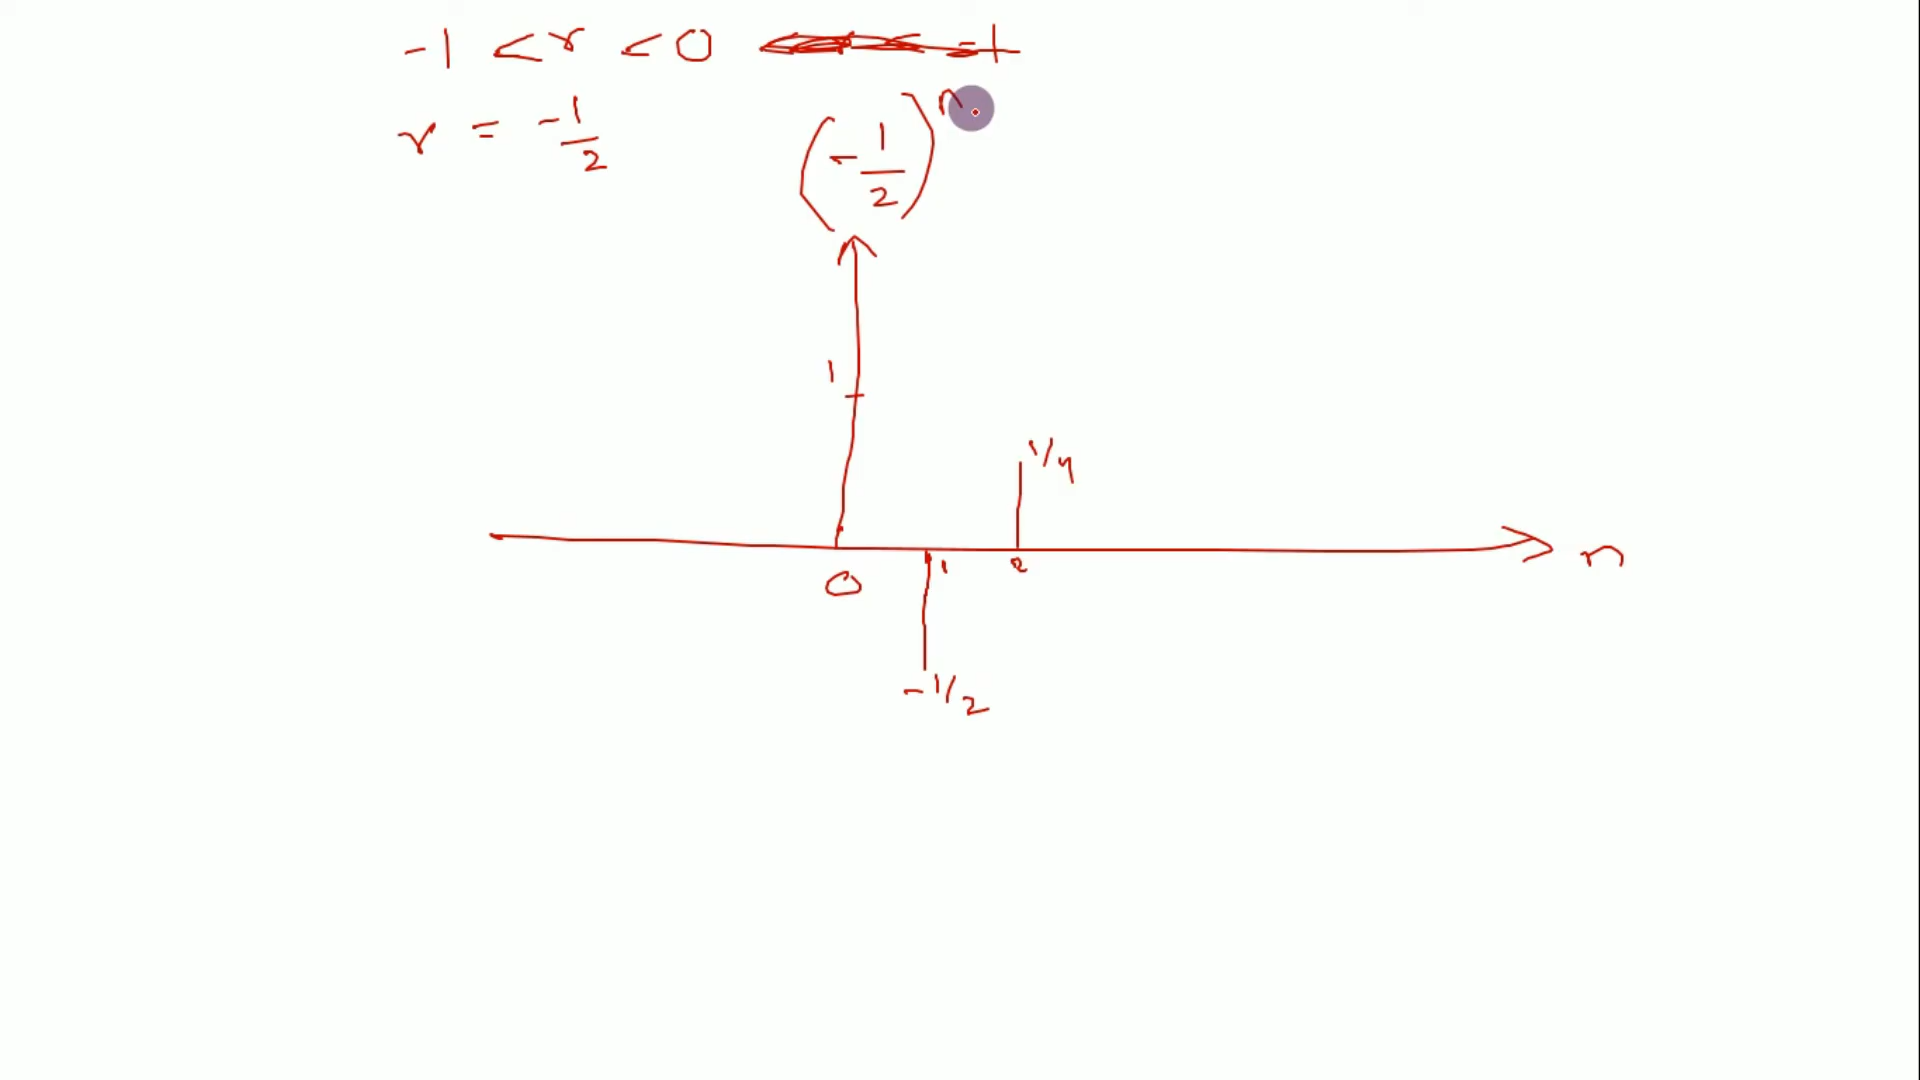 -1 < r < 0
r = -1/2 (-1/2)^n
1
1/4
n
0 1 2
-1/2